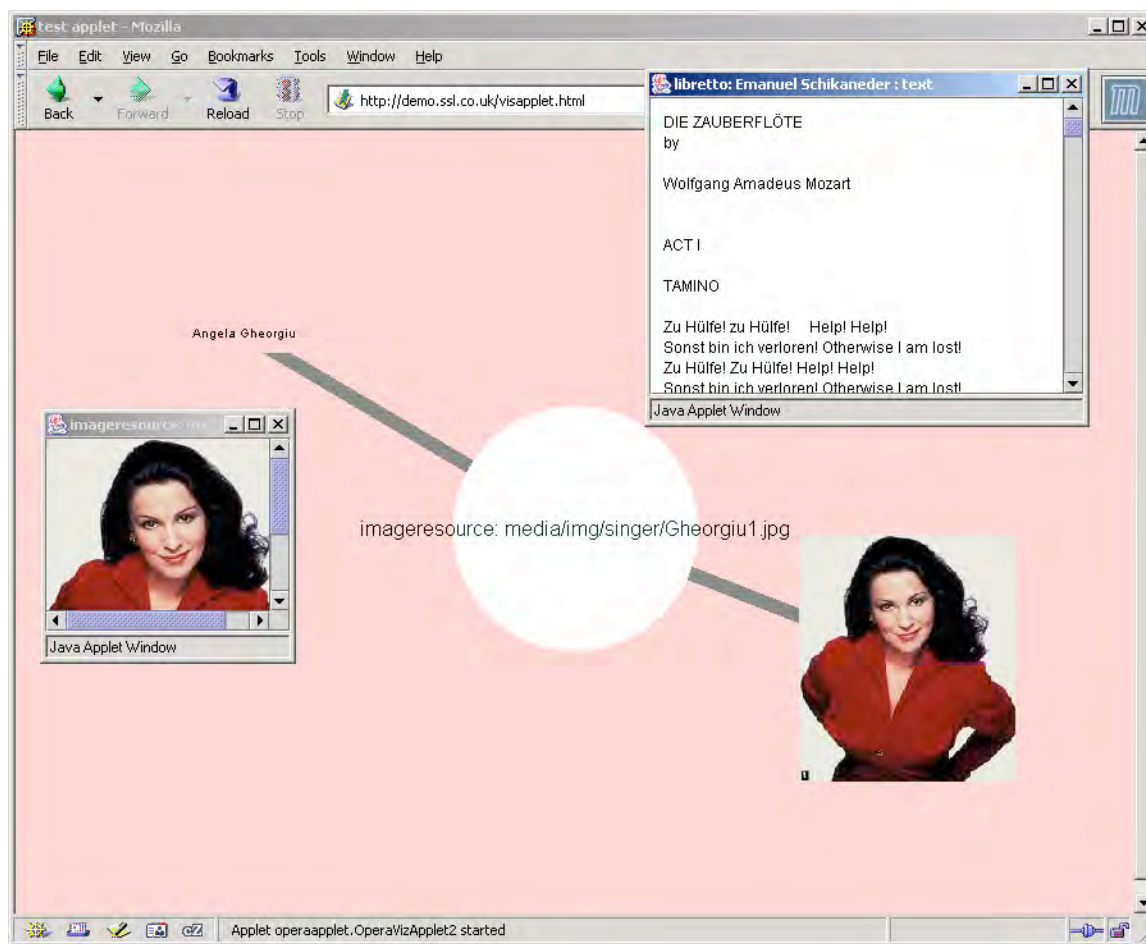 test applet - Mozilla
File Edit View Go Bookmarks Tools Window Help
Back Forward Reload Stop
http://demo.ssl.co.uk/visapplet.html
libretto: Emanuel Schikaneder : text
DIE ZAUBERFLÖTE
by
Wolfgang Amadeus Mozart
ACT I
TAMINO
Zu Hülfe! zu Hülfe! Help! Help!
Sonst bin ich verloren! Otherwise I am lost!
Zu Hülfe! Zu Hülfe! Help! Help!
Sonst bin ich verloren! Otherwise I am lost!
Java Applet Window
Angela Gheorgiu
imageresource:
Java Applet Window
imageresource: media/img/singer/Gheorgiu1.jpg
Applet operaapplet.OperaVizApplet2 started